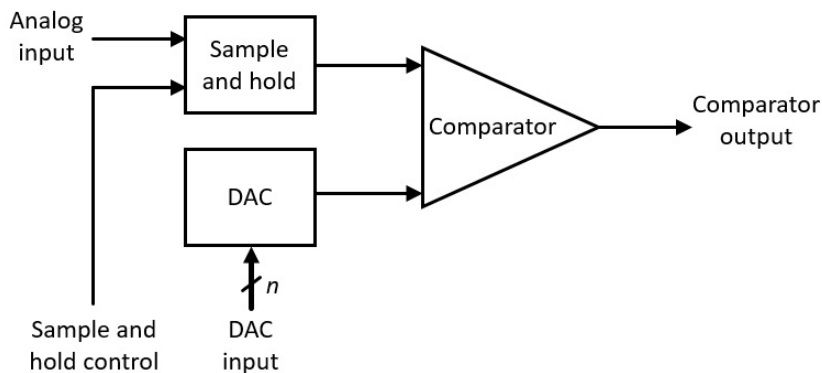 Analog
input
Sample
and hold
Comparator
Comparator
output
DAC
n
Sample and
hold control
DAC
input